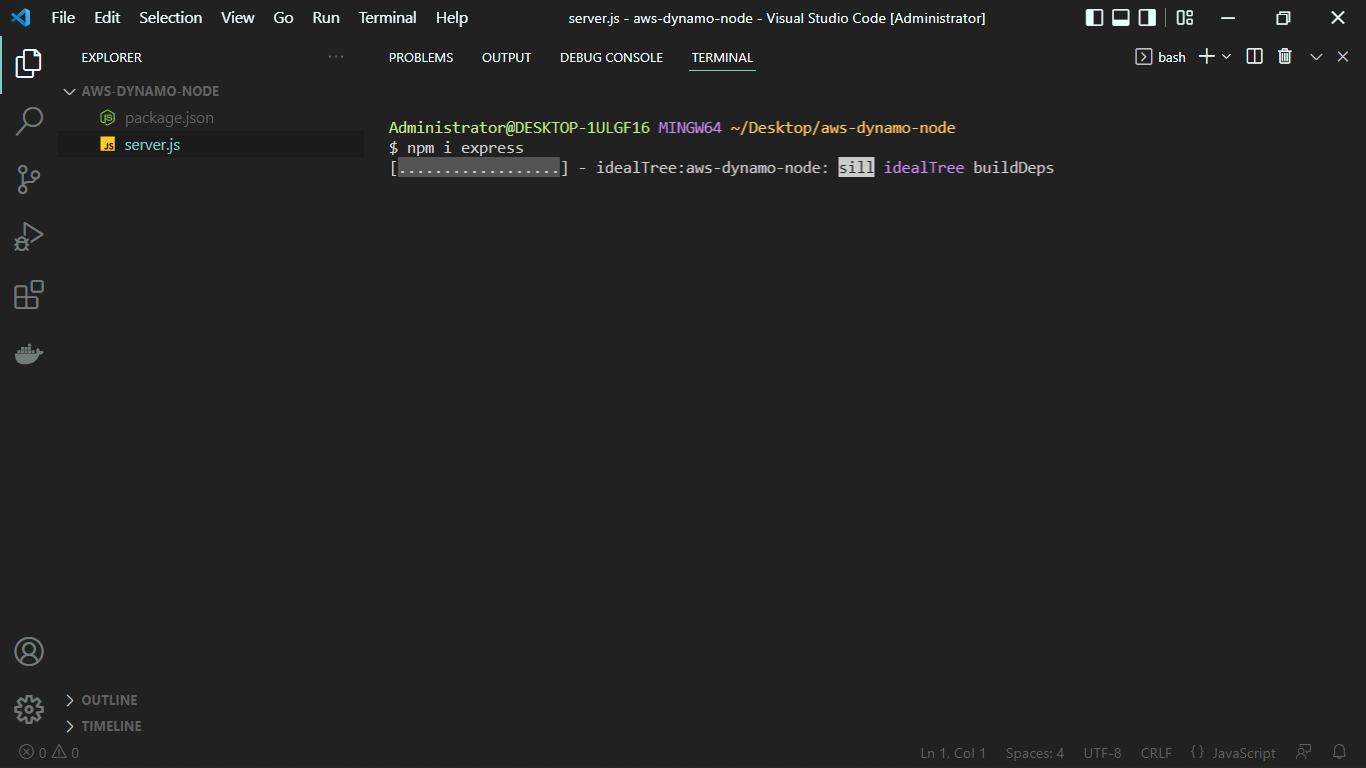 File Edit Selection View Go Run Terminal Help server.js - aws-dynamo-node - Visual Studio Code [Administrator]
EXPLORER ··· PROBLEMS OUTPUT DEBUG CONSOLE TERMINAL bash
AWS-DYNAMO-NODE
package.json
JS server.js
Administrator@DESKTOP-1ULGF16 MINGW64 ~/Desktop/aws-dynamo-node
$ npm i express
[..................] - idealTree:aws-dynamo-node: sill idealTree buildDeps
OUTLINE
TIMELINE
0 0 Ln 1, Col 1 Spaces: 4 UTF-8 CRLF {} JavaScript